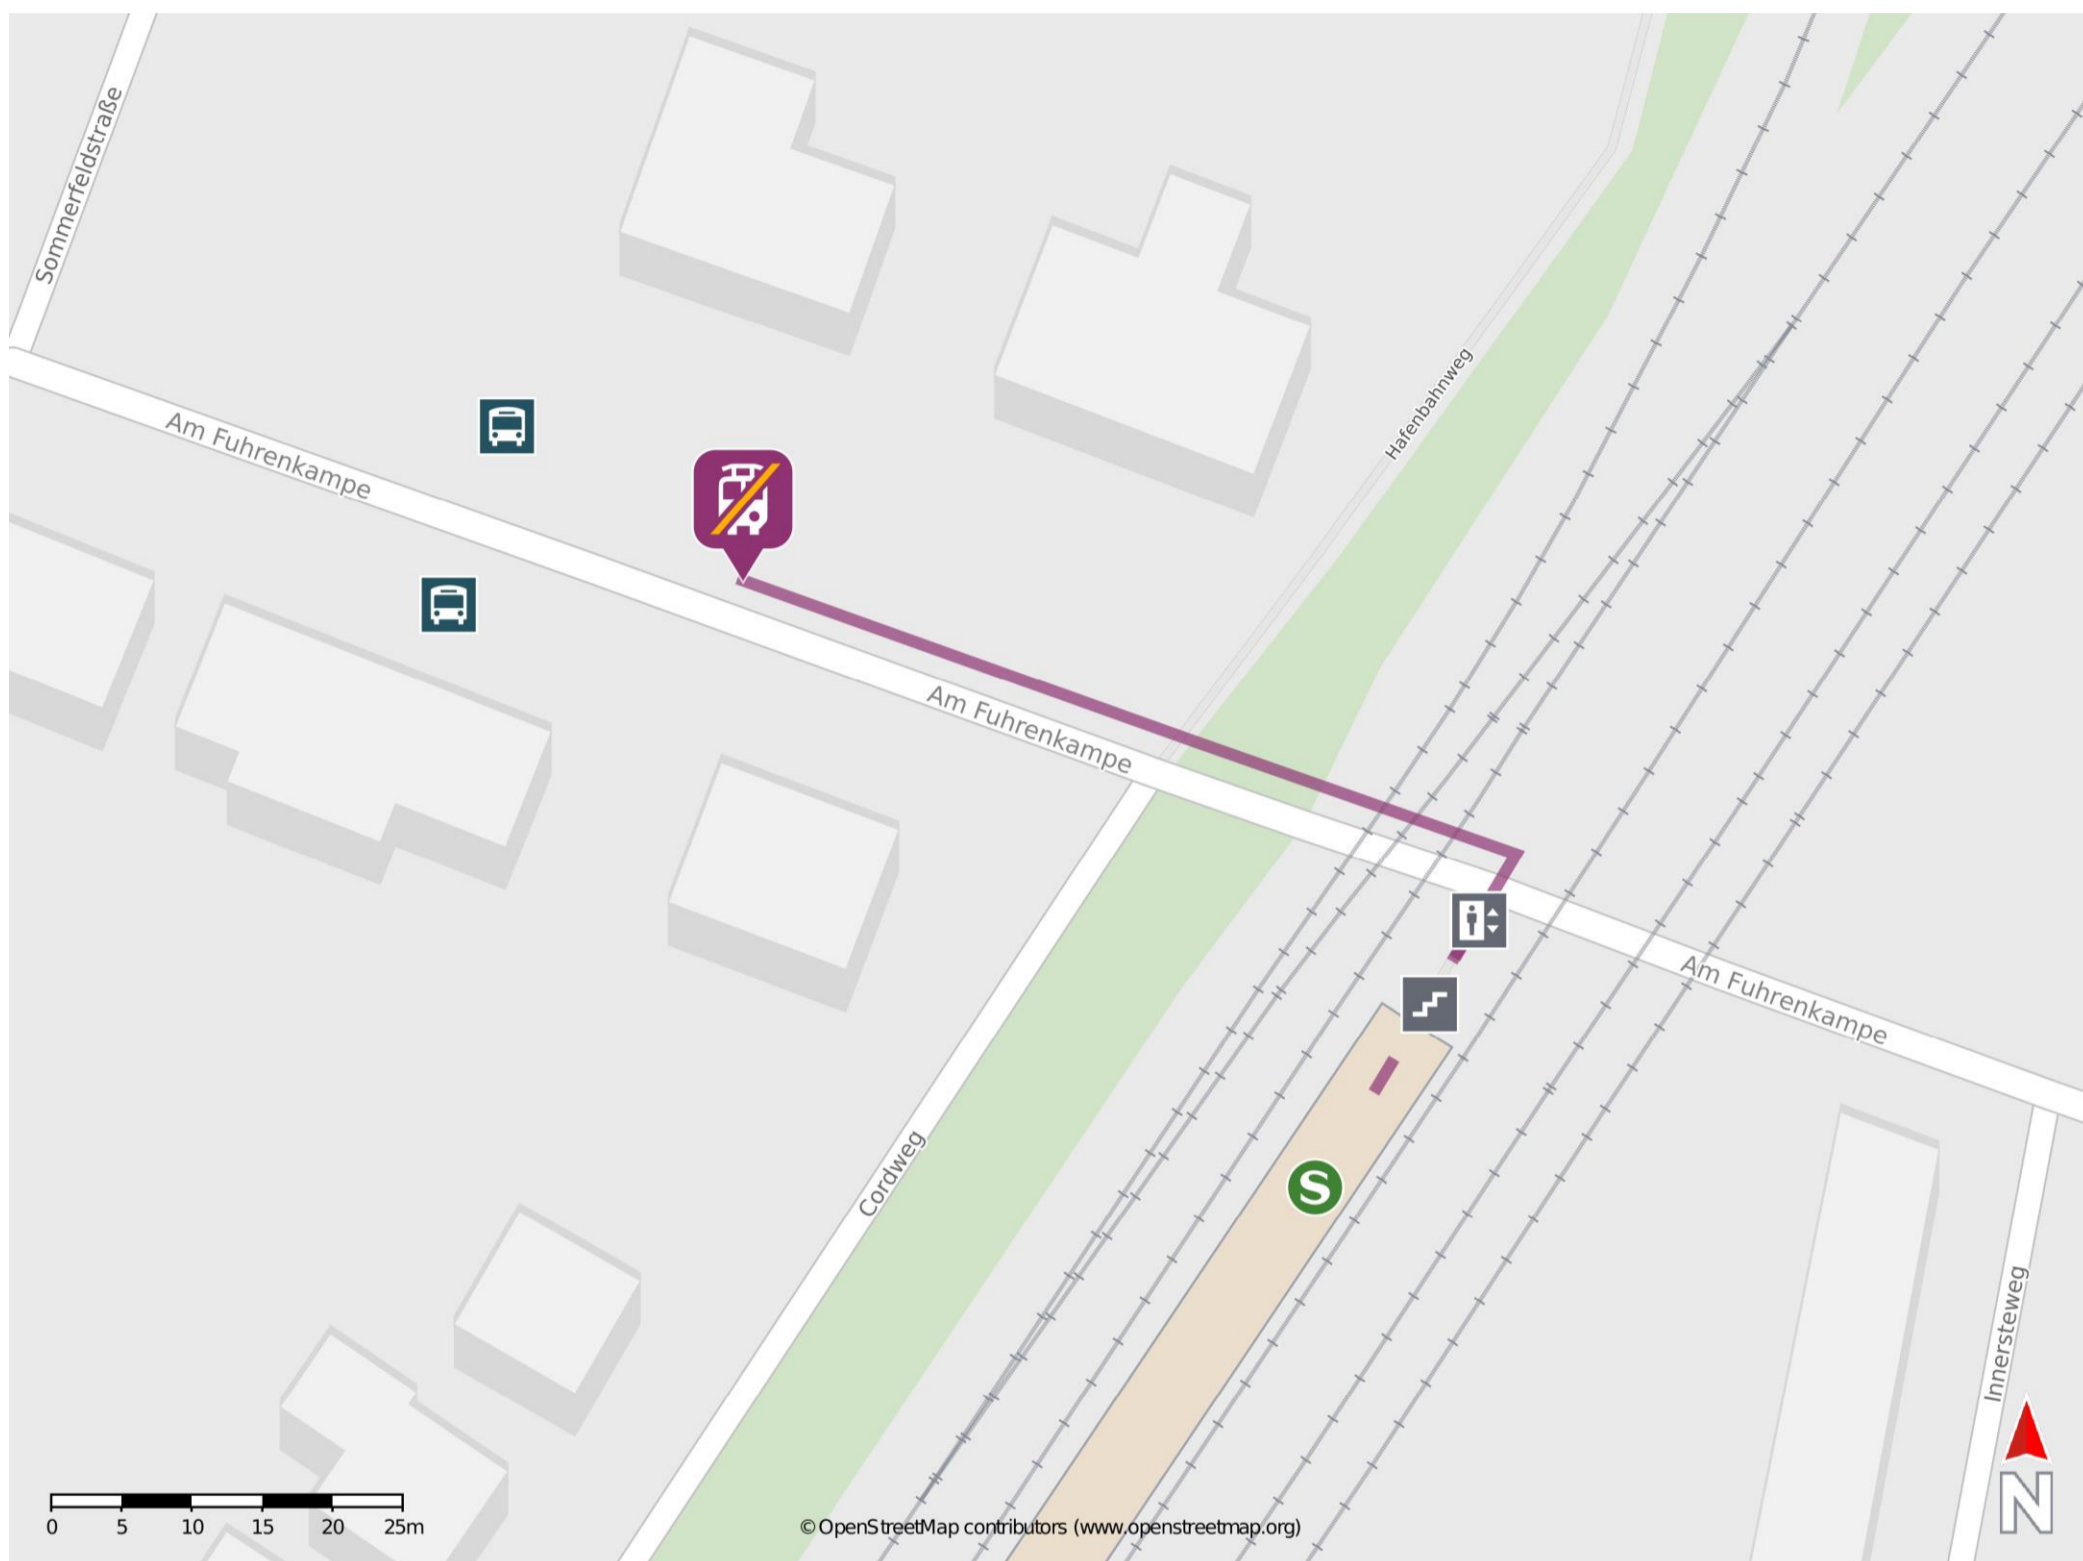 Sommerfeldstraße
Am Fuhrenkampe
Hafenbahnweg
Am Fuhrenkampe
Am Fuhrenkampe
Cordweg
S
Innersteweg
N
0 5 10 15 20 25m
© OpenStreetMap contributors (www.openstreetmap.org)